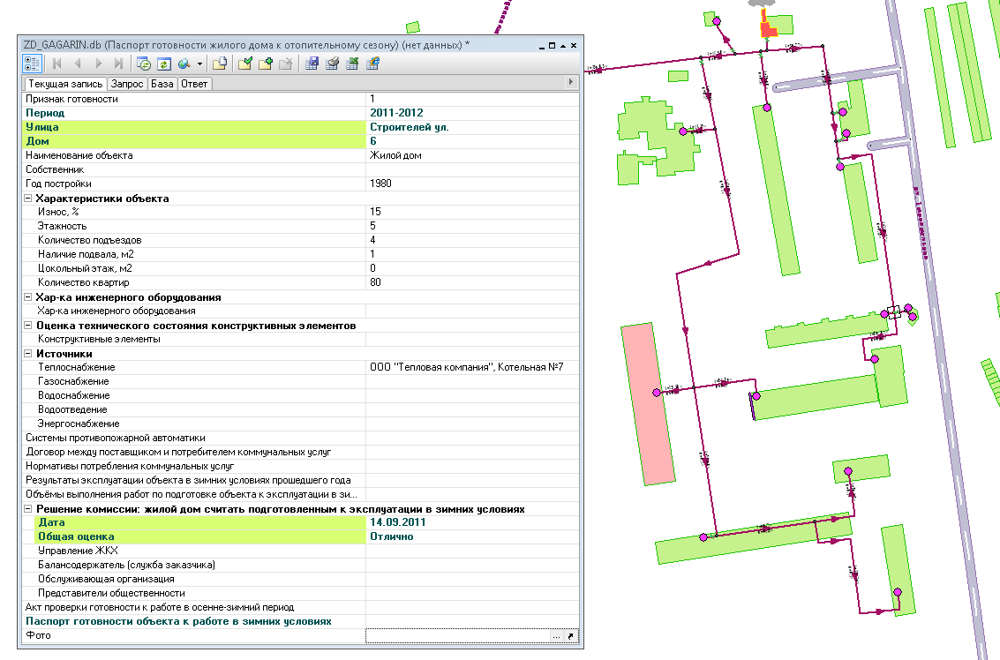 ZD_GAGARIN.db (Паспорт готовности жилого дома к отопительному сезону) (нет данных) *
Текущая запись Запрос База Ответ
Признак готовности 1
Период 2011-2012
Улица Строителей ул.
Дом 6
Наименование объекта Жилой дом
Собственник
Год постройки 1980
Характеристики объекта
Износ, % 15
Этажность 5
Количество подъездов 4
Наличие подвала, м2 1
Цокольный этаж, м2 0
Количество квартир 80
Хар-ка инженерного оборудования
Хар-ка инженерного оборудования
Оценка технического состояния конструктивных элементов
Конструктивные элементы
Источники
Теплоснабжение ООО "Тепловая компания", Котельная №7
Газоснабжение
Водоснабжение
Водоотведение
Энергоснабжение
Системы противопожарной автоматики
Договор между поставщиком и потребителем коммунальных услуг
Нормативы потребления коммунальных услуг
Результаты эксплуатации объекта в зимних условиях прошедшего года
Объёмы выполнения работ по подготовке объекта к эксплуатации в зи...
Решение комиссии: жилой дом считать подготовленным к эксплуатации в зимних условиях
Дата 14.09.2011
Общая оценка Отлично
Управление ЖКХ
Балансодержатель (служба заказчика)
Обслуживающая организация
Представители общественности
Акт проверки готовности к работе в осенне-зимний период
Паспорт готовности объекта к работе в зимних условиях
Фото ...